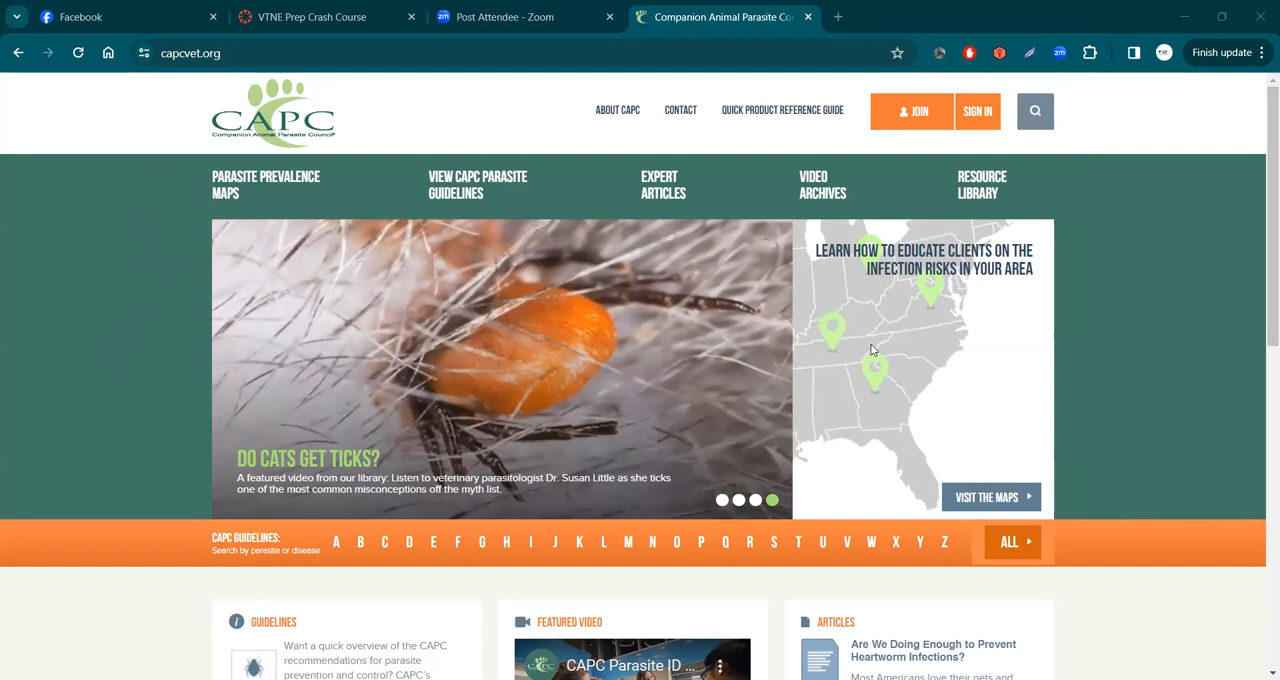 Facebook
VTNE Prep Crash Course
zm Post Attendee - Zoom
Companion Animal Parasite Co
capcvet.org
zm
Finish update
CAPC
Companion Animal Parasite Council
ABOUT CAPC
CONTACT
QUICK PRODUCT REFERENCE GUIDE
JOIN
SIGN IN
PARASITE PREVALENCE
MAPS
VIEW CAPC PARASITE
GUIDELINES
EXPERT
ARTICLES
VIDEO
ARCHIVES
RESOURCE
LIBRARY
LEARN HOW TO EDUCATE CLIENTS ON THE
INFECTION RISKS IN YOUR AREA
DO CATS GET TICKS?
A featured video from our library: Listen to veterinary parasitologist Dr. Susan Little as she ticks
one of the most common misconceptions off the myth list.
VISIT THE MAPS
CAPC GUIDELINES:
Search by parasite or disease
A B C D E F G H I J K L M N O P Q R S T U V W X Y Z
ALL
GUIDELINES
Want a quick overview of the CAPC
recommendations for parasite
prevention and control? CAPC's
FEATURED VIDEO
CAPC Parasite ID ...
ARTICLES
Are We Doing Enough to Prevent
Heartworm Infections?
Most Americans love their pets and